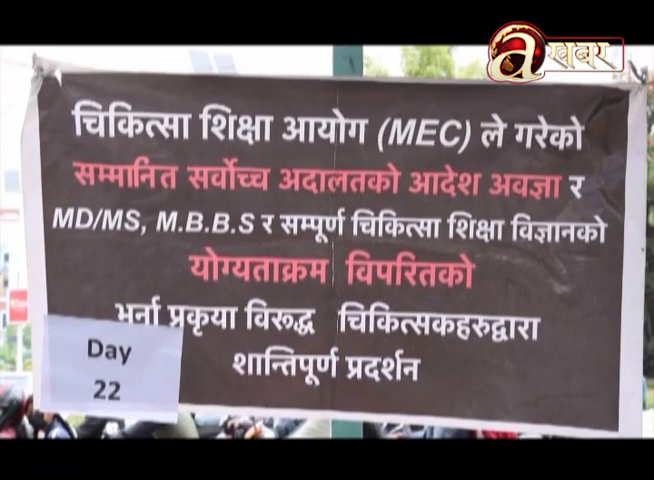 a खबर
चिकित्सा शिक्षा आयोग (MEC) ले गरेको
सम्मानित सर्वोच्च अदालतको आदेश अवज्ञा र
MD/MS, M.B.B.S र सम्पूर्ण चिकित्सा शिक्षा विज्ञानको
योग्यताक्रम विपरितको
भर्ना प्रकृया विरूद्ध चिकित्सकहरुद्वारा
शान्तिपूर्ण प्रदर्शन
Day
22